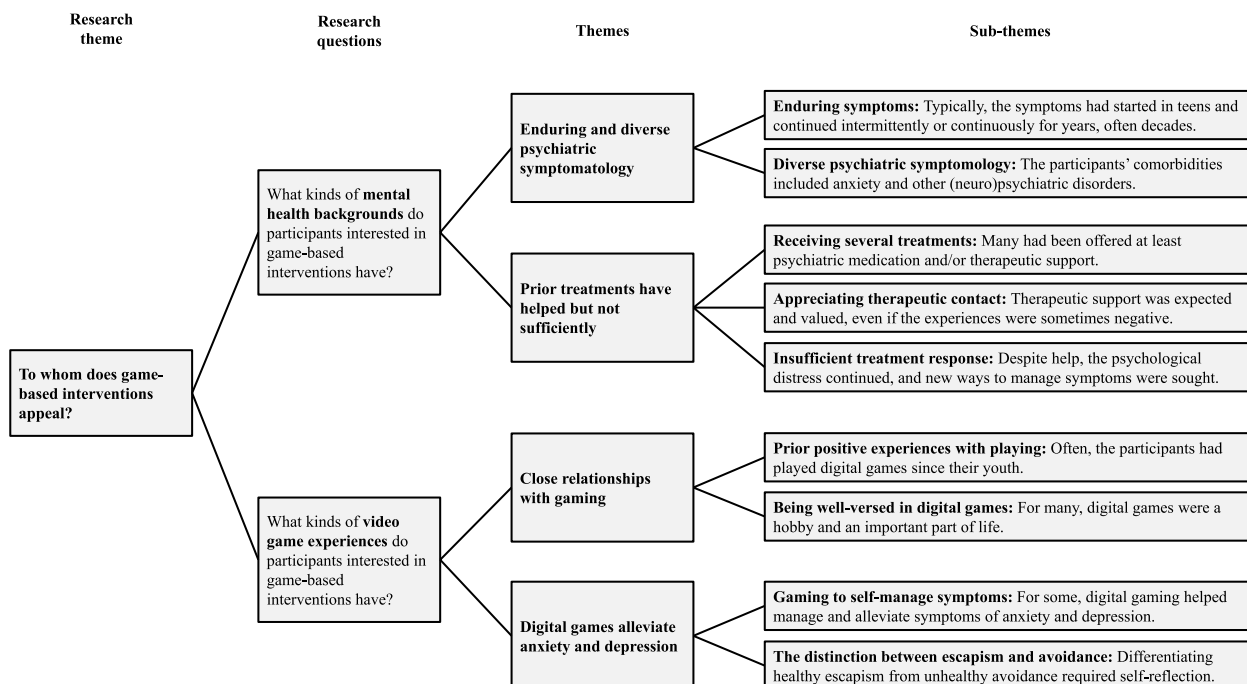 Research
theme
Research
questions
Themes
Sub-themes
To whom does game-
based interventions
appeal?
What kinds of mental
health backgrounds do
participants interested in
game-based
interventions have?
What kinds of video
game experiences do
participants interested in
game-based
interventions have?
Enduring and diverse
psychiatric
symptomatology
Prior treatments have
helped but not
sufficiently
Close relationships
with gaming
Digital games alleviate
anxiety and depression
Enduring symptoms: Typically, the symptoms had started in teens and
continued intermittently or continuously for years, often decades.
Diverse psychiatric symptomology: The participants’ comorbidities
included anxiety and other (neuro)psychiatric disorders.
Receiving several treatments: Many had been offered at least
psychiatric medication and/or therapeutic support.
Appreciating therapeutic contact: Therapeutic support was expected
and valued, even if the experiences were sometimes negative.
Insufficient treatment response: Despite help, the psychological
distress continued, and new ways to manage symptoms were sought.
Prior positive experiences with playing: Often, the participants had
played digital games since their youth.
Being well-versed in digital games: For many, digital games were a
hobby and an important part of life.
Gaming to self-manage symptoms: For some, digital gaming helped
manage and alleviate symptoms of anxiety and depression.
The distinction between escapism and avoidance: Differentiating
healthy escapism from unhealthy avoidance required self-reflection.